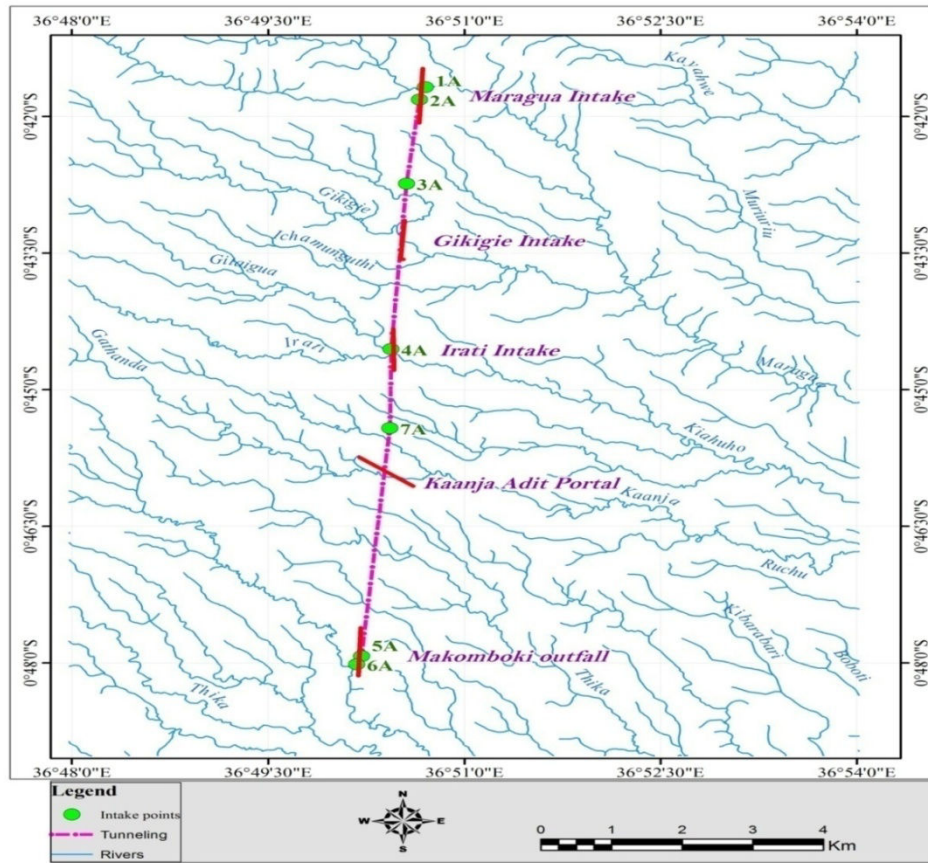 36°48'0"E 36°49'30"E 36°51'0"E 36°52'30"E 36°54'0"E
Kayahwe
1A
Maragua Intake
2A
0°42'0"S 0°42'0"S
3A
Gikigie
Muriuriu
Gikigie Intake
Ichamunguthi
0°43'30"S 0°43'30"S
Gitaigua
Irati Intake
4A
Gathanda
Maragua
0°45'0"S 0°45'0"S
7A
Kiahuho
Kaanja Adit Portal
Kaanja
0°46'30"S 0°46'30"S
Ruchu
Kibarabari
5A
Makomboki outfall
Boboti
6A
0°48'0"S 0°48'0"S
Thika
Thika
36°48'0"E 36°49'30"E 36°51'0"E 36°52'30"E 36°54'0"E
Legend
Intake points
Tunneling
Rivers
N
W E
S
0 1 2 3 4
Km